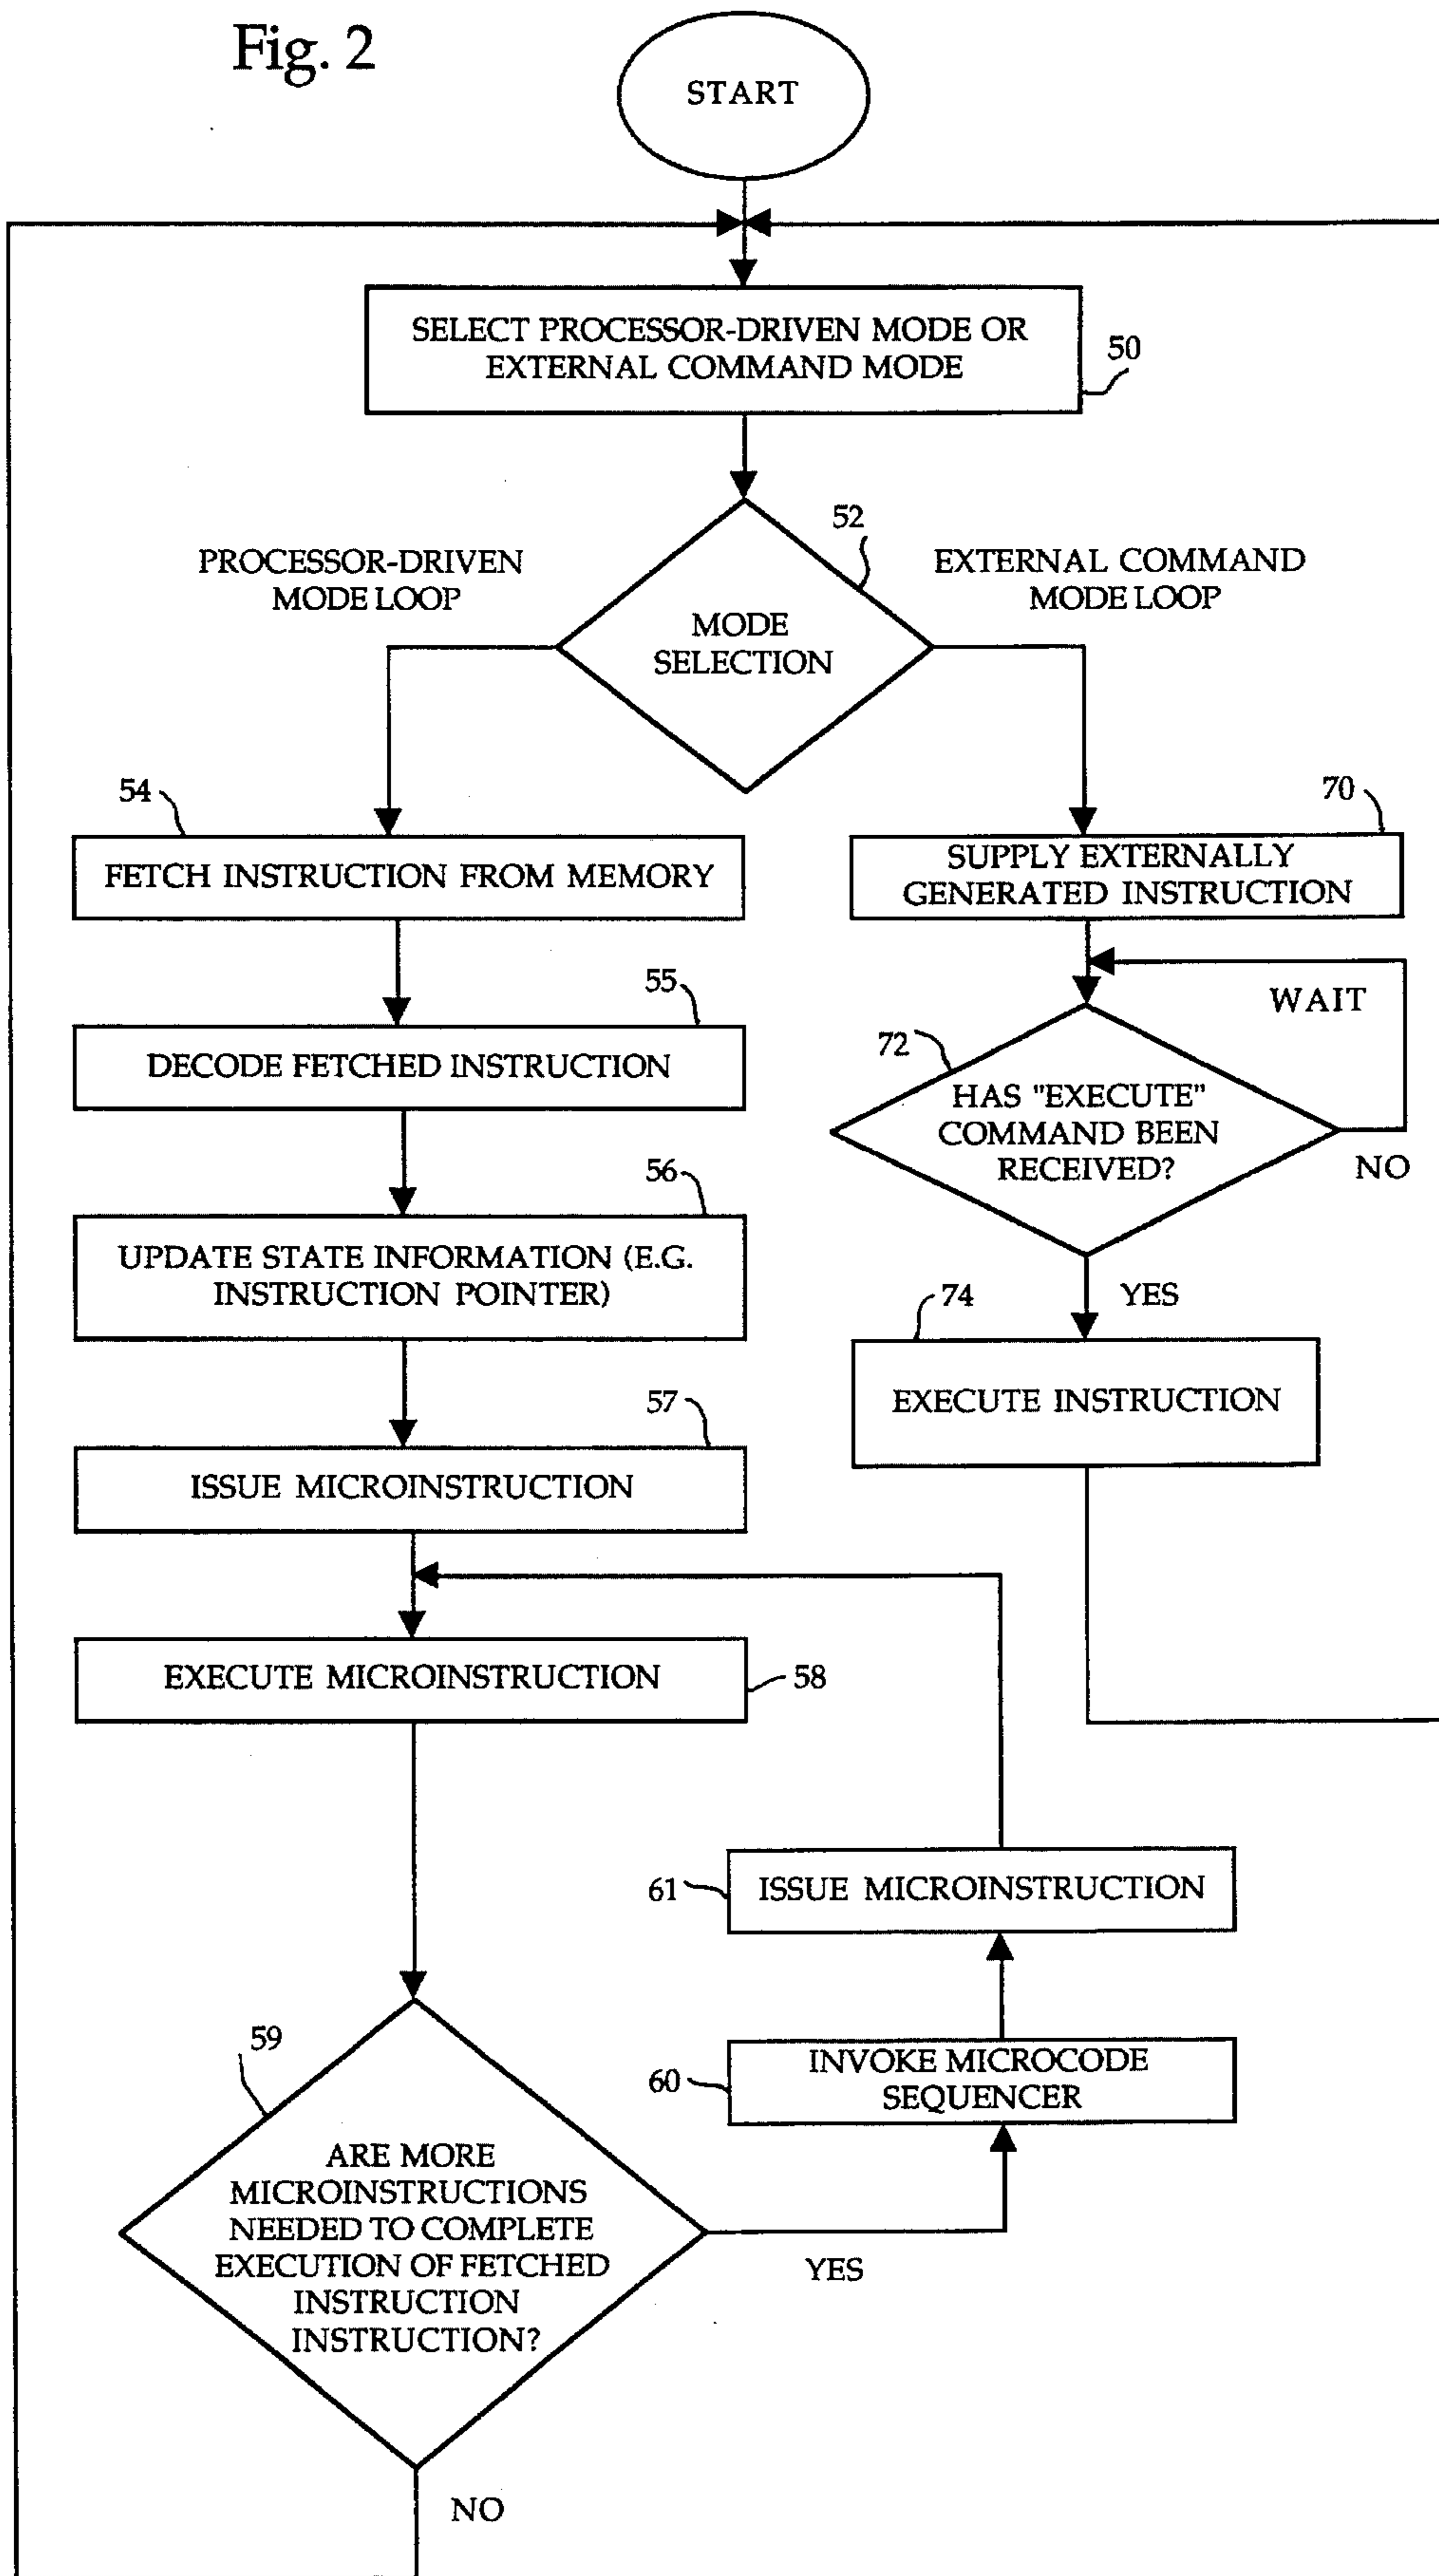 Fig. 2
START
SELECT PROCESSOR-DRIVEN MODE OR
EXTERNAL COMMAND MODE
50
52
PROCESSOR-DRIVEN
MODE LOOP
EXTERNAL COMMAND
MODE LOOP
MODE
SELECTION
54
FETCH INSTRUCTION FROM MEMORY
70
SUPPLY EXTERNALLY
GENERATED INSTRUCTION
55
DECODE FETCHED INSTRUCTION
WAIT
72
HAS "EXECUTE"
COMMAND BEEN
RECEIVED?
NO
56
UPDATE STATE INFORMATION (E.G.
INSTRUCTION POINTER)
YES
74
EXECUTE INSTRUCTION
57
ISSUE MICROINSTRUCTION
EXECUTE MICROINSTRUCTION
58
61
ISSUE MICROINSTRUCTION
60
INVOKE MICROCODE
SEQUENCER
59
ARE MORE
MICROINSTRUCTIONS
NEEDED TO COMPLETE
EXECUTION OF FETCHED
INSTRUCTION
INSTRUCTION?
YES
NO